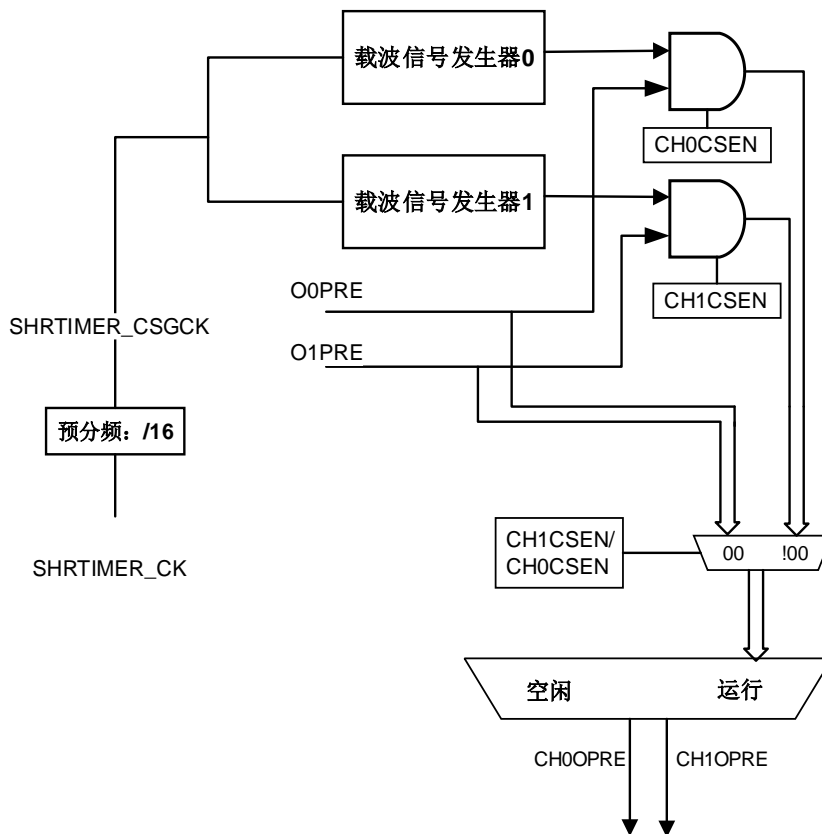 载波信号发生器0
CH0CSEN
载波信号发生器1
CH1CSEN
O0PRE
SHRTIMER_CSGCK
O1PRE
预分频：/16
SHRTIMER_CK
CH1CSEN/
CH0CSEN
00 !00
空闲 运行
CH0OPRE CH1OPRE